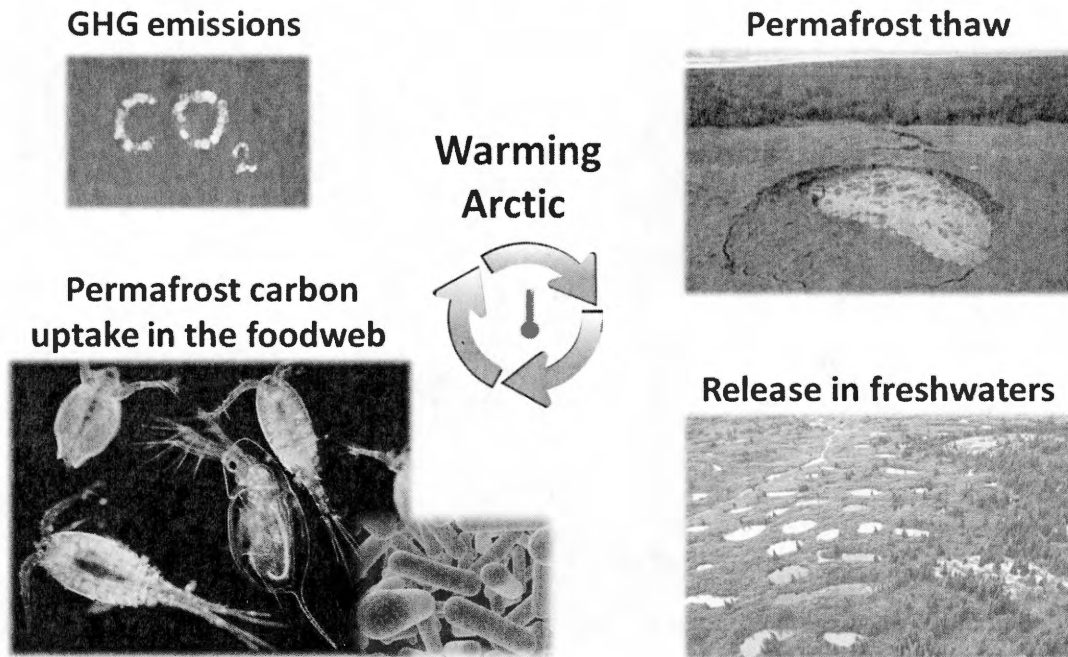 GHG emissions
CO2
Permafrost thaw
Warming
Arctic
Permafrost carbon
uptake in the foodweb
Release in freshwaters